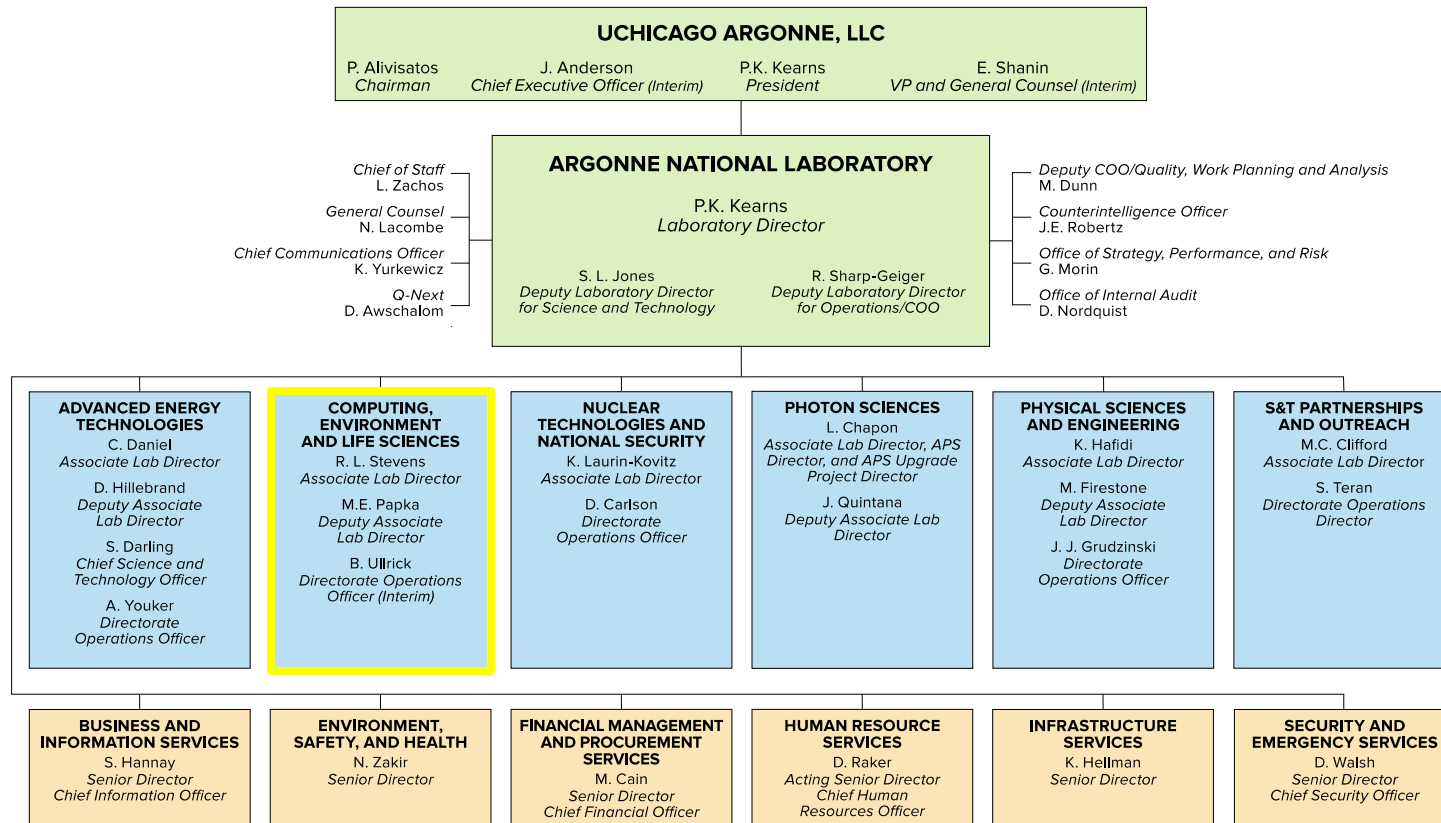 UCHICAGO ARGONNE, LLC
P. Alivisatos
Chairman
J. Anderson
Chief Executive Officer (Interim)
P.K. Kearns
President
E. Shanin
VP and General Counsel (Interim)
ARGONNE NATIONAL LABORATORY
P.K. Kearns
Laboratory Director
S. L. Jones
Deputy Laboratory Director
for Science and Technology
R. Sharp-Geiger
Deputy Laboratory Director
for Operations/COO
Chief of Staff
L. Zachos
General Counsel
N. Lacombe
Chief Communications Officer
K. Yurkewicz
Q-Next
D. Awschalom
Deputy COO/Quality, Work Planning and Analysis
M. Dunn
Counterintelligence Officer
J.E. Robertz
Office of Strategy, Performance, and Risk
G. Morin
Office of Internal Audit
D. Nordquist
ADVANCED ENERGY
TECHNOLOGIES
C. Daniel
Associate Lab Director
D. Hillebrand
Deputy Associate
Lab Director
S. Darling
Chief Science and
Technology Officer
A. Youker
Directorate
Operations Officer
COMPUTING,
ENVIRONMENT
AND LIFE SCIENCES
R. L. Stevens
Associate Lab Director
M.E. Papka
Deputy Associate
Lab Director
B. Ullrick
Directorate Operations
Officer (Interim)
NUCLEAR
TECHNOLOGIES AND
NATIONAL SECURITY
K. Laurin-Kovitz
Associate Lab Director
D. Carlson
Directorate
Operations Officer
PHOTON SCIENCES
L. Chapon
Associate Lab Director, APS
Director, and APS Upgrade
Project Director
J. Quintana
Deputy Associate Lab
Director
PHYSICAL SCIENCES
AND ENGINEERING
K. Hafidi
Associate Lab Director
M. Firestone
Deputy Associate
Lab Director
J. J. Grudzinski
Directorate
Operations Officer
S&T PARTNERSHIPS
AND OUTREACH
M.C. Clifford
Associate Lab Director
S. Teran
Directorate Operations
Director
BUSINESS AND
INFORMATION SERVICES
S. Hannay
Senior Director
Chief Information Officer
ENVIRONMENT,
SAFETY, AND HEALTH
N. Zakir
Senior Director
FINANCIAL MANAGEMENT
AND PROCUREMENT
SERVICES
M. Cain
Senior Director
Chief Financial Officer
HUMAN RESOURCE
SERVICES
D. Raker
Acting Senior Director
Chief Human
Resources Officer
INFRASTRUCTURE
SERVICES
K. Hellman
Senior Director
SECURITY AND
EMERGENCY SERVICES
D. Walsh
Senior Director
Chief Security Officer